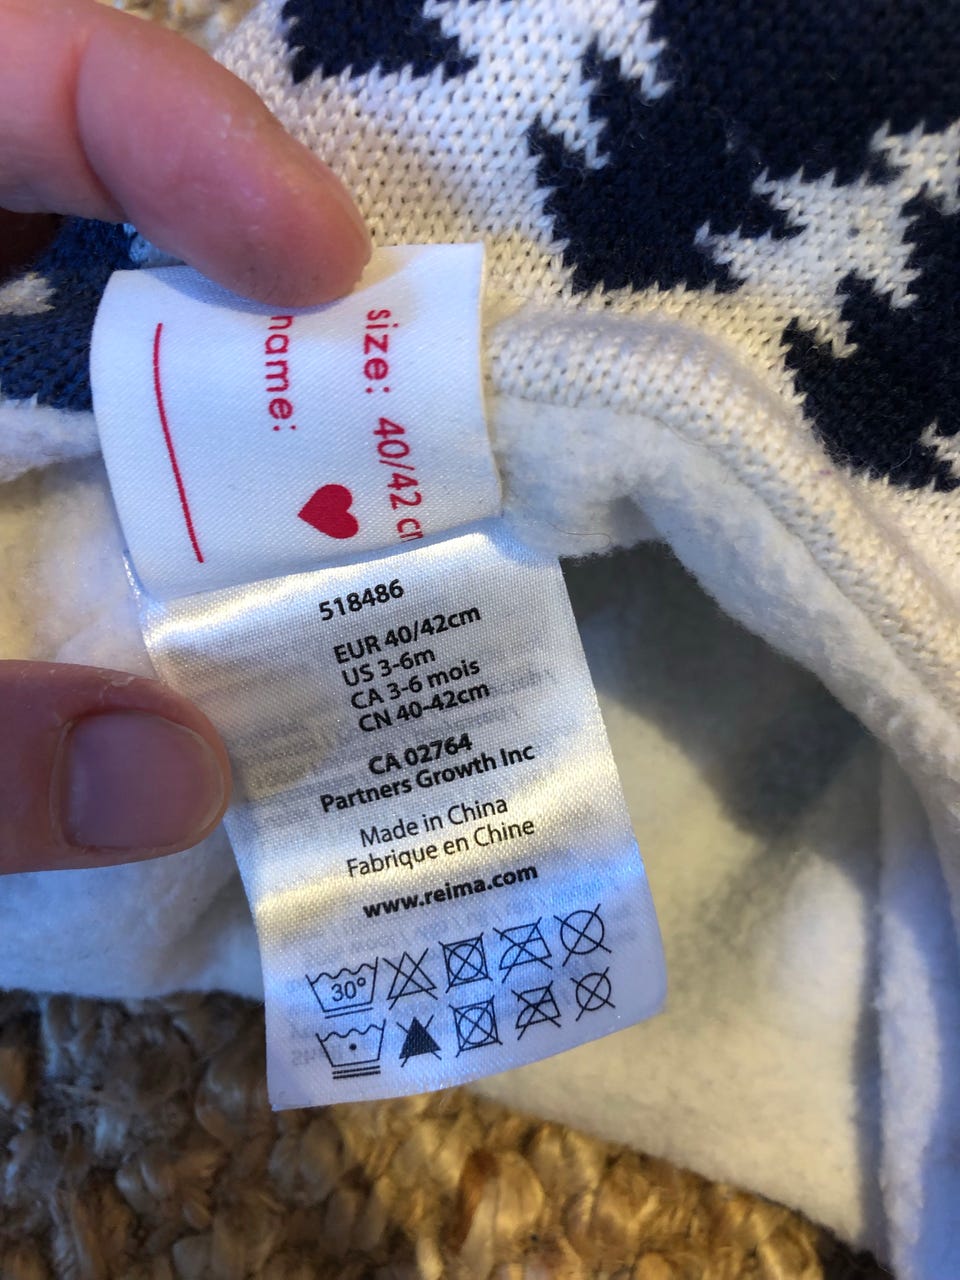 size: 40/42
name:
518486
EUR 40/42cm
US 3-6m
CA 3-6 mois
CN 40-42cm
CA 02764
Partners Growth Inc
Made in China
Fabrique en Chine
www.reima.com
30°